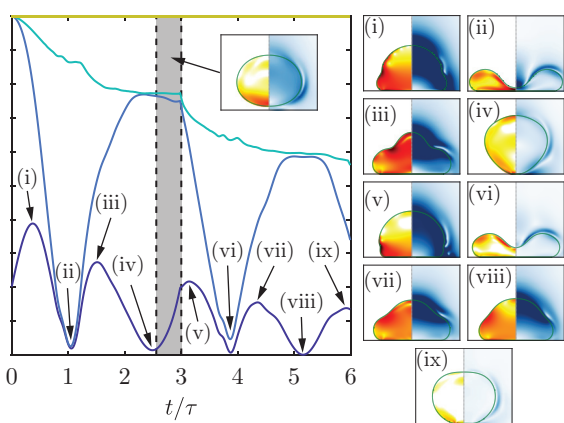 (i)
(ii)
(iii)
(iv)
(v)
(vi)
(vii)
(viii)
(ix)
0 1 2 3 4 5 6
t/τ
(i) (ii)
(iii) (iv)
(v) (vi)
(vii) (viii)
(ix)